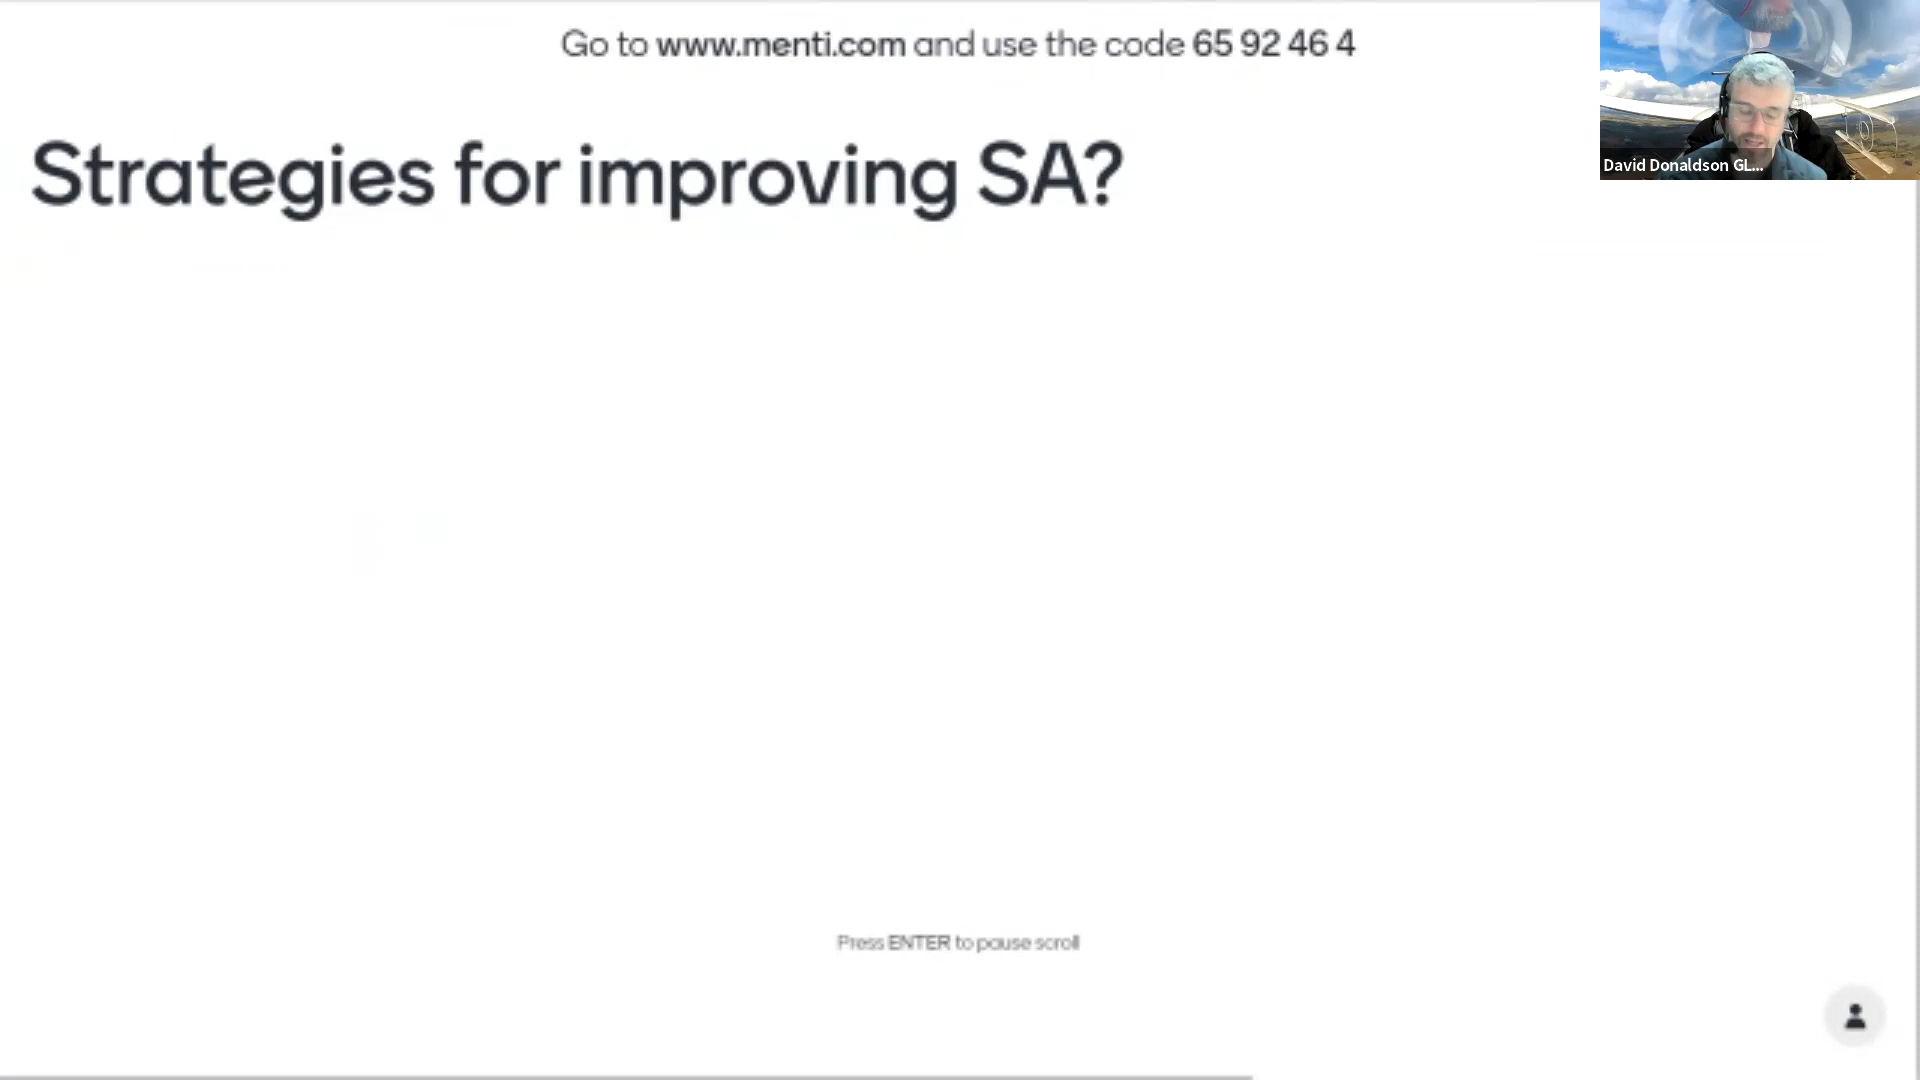 Go to www.menti.com and use the code 65 92 46 4
David Donaldson GL...
Strategies for improving SA?
Press ENTER to pause scroll